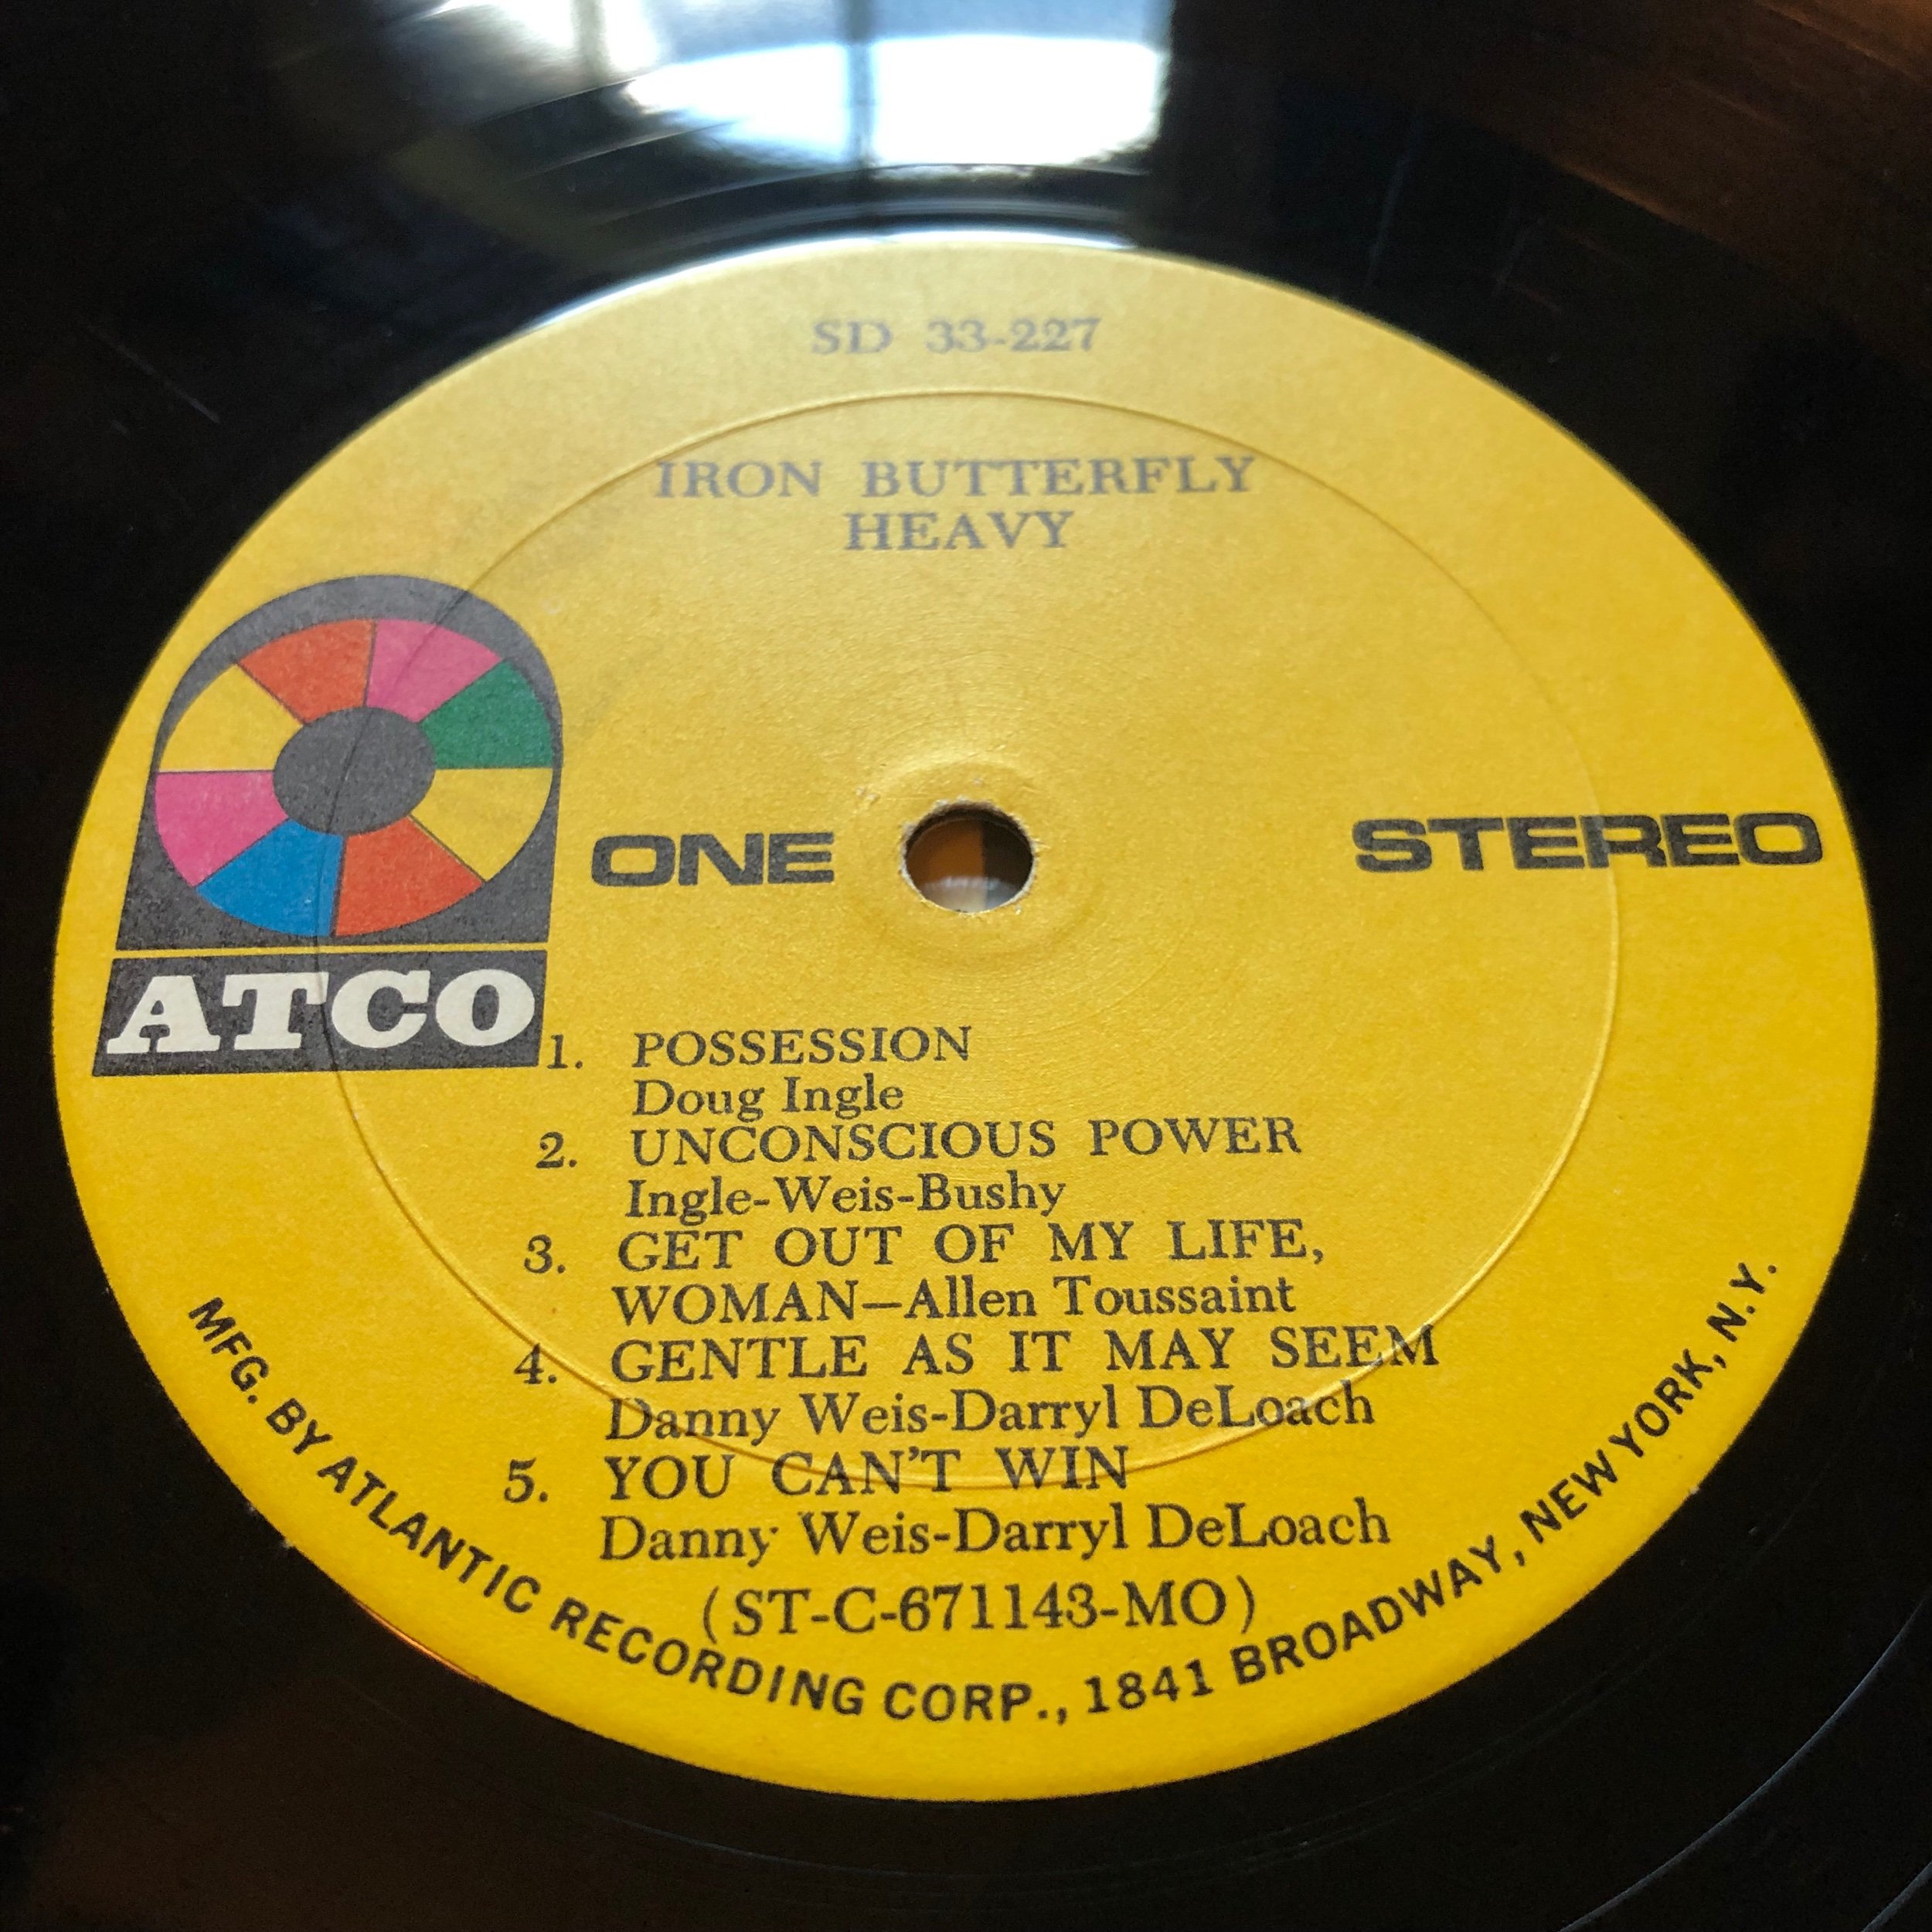 SD 33-227
IRON BUTTERFLY
HEAVY
ONE
STEREO
ATCO
1. POSSESSION
Doug Ingle
2. UNCONSCIOUS POWER
Ingle-Weis-Bushy
3. GET OUT OF MY LIFE,
WOMAN—Allen Toussaint
4. GENTLE AS IT MAY SEEM
Danny Weis-Darryl DeLoach
5. YOU CAN'T WIN
Danny Weis-Darryl DeLoach
(ST-C-671143-MO)
MFG. BY ATLANTIC RECORDING CORP., 1841 BROADWAY, NEW YORK, N.Y.